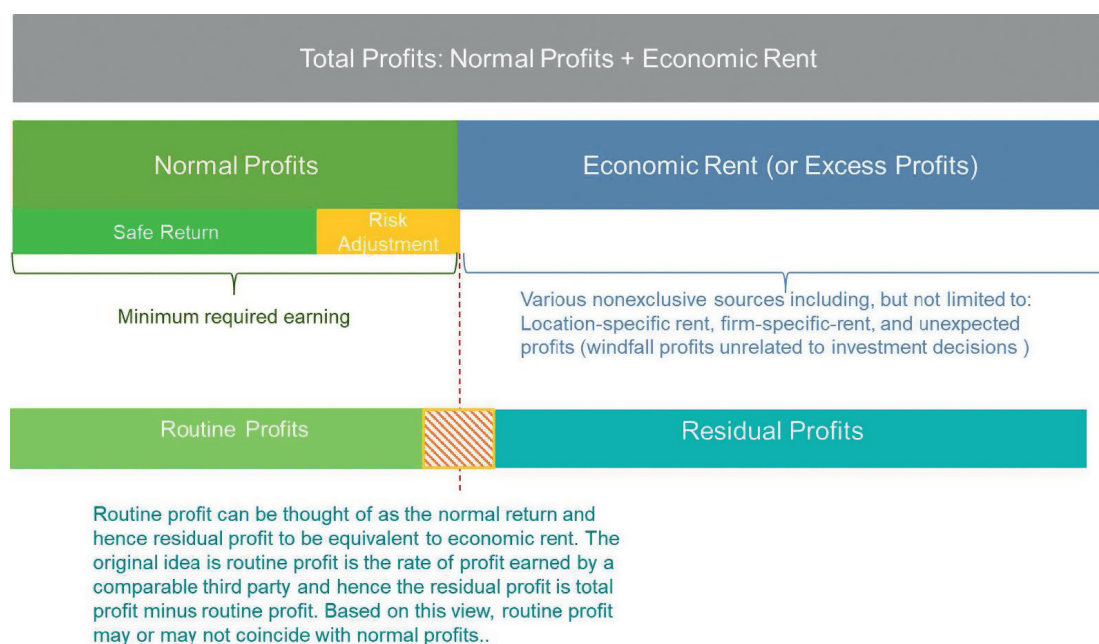 Total Profits: Normal Profits + Economic Rent
Normal Profits
Economic Rent (or Excess Profits)
Safe Return
Risk
Adjustment
Minimum required earning
Various nonexclusive sources including, but not limited to:
Location-specific rent, firm-specific-rent, and unexpected
profits (windfall profits unrelated to investment decisions )
Routine Profits
Residual Profits
Routine profit can be thought of as the normal return and
hence residual profit to be equivalent to economic rent. The
original idea is routine profit is the rate of profit earned by a
comparable third party and hence the residual profit is total
profit minus routine profit. Based on this view, routine profit
may or may not coincide with normal profits..